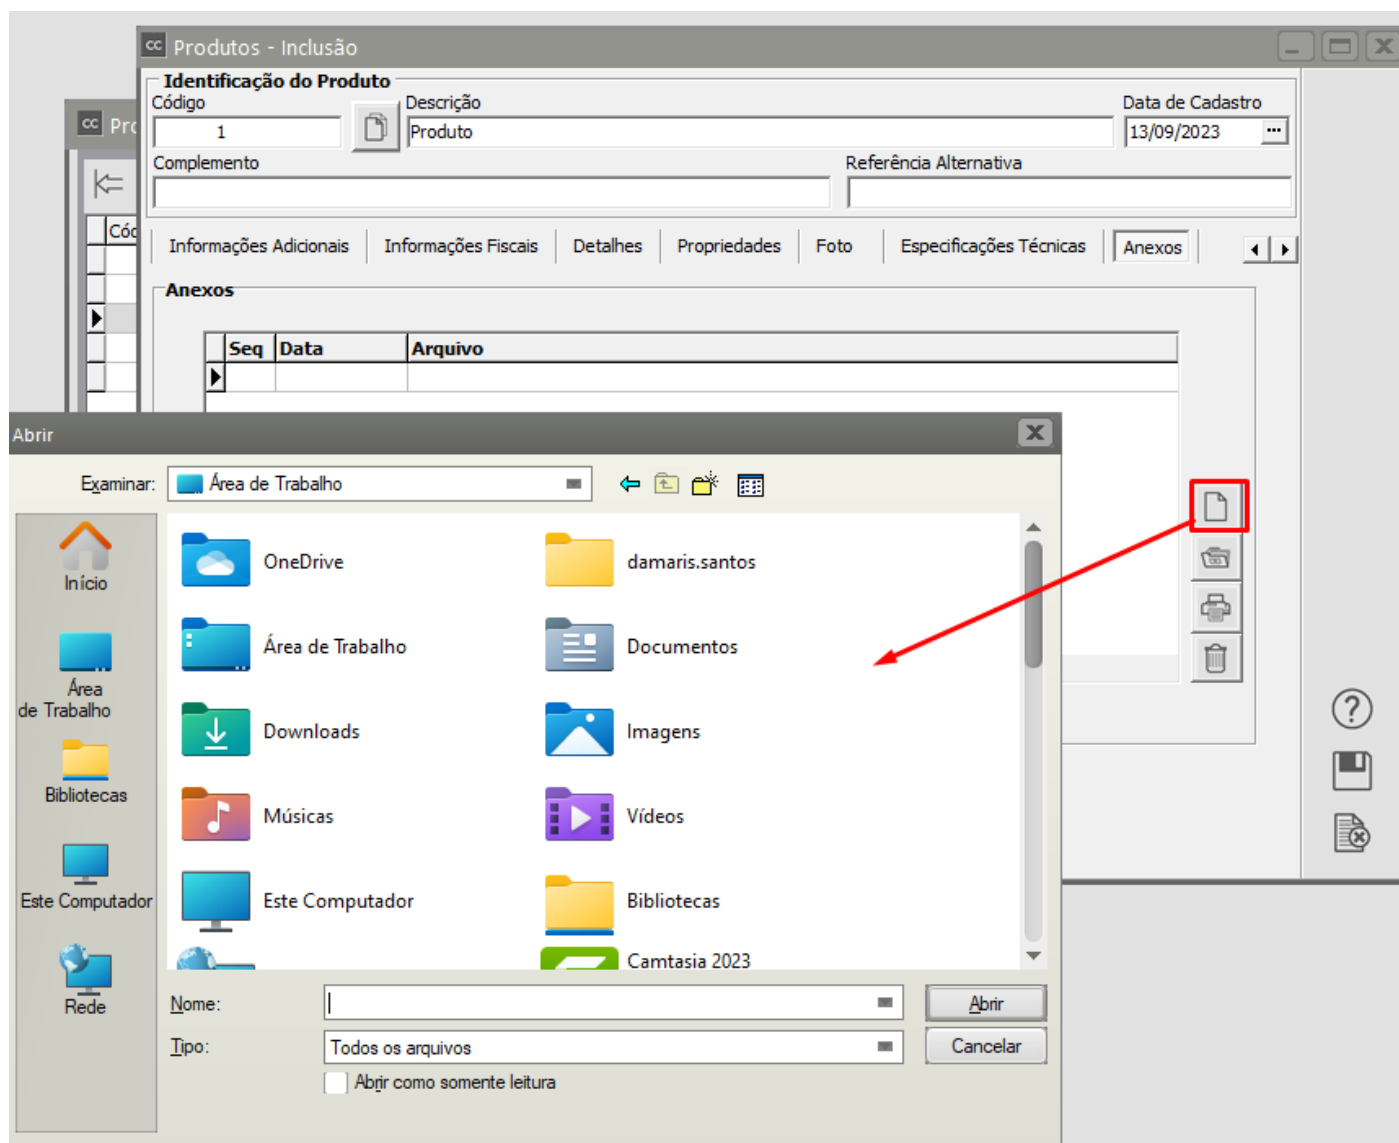 cc Produtos - Inclusão
Identificação do Produto
Código Descrição Data de Cadastro
1 Produto 13/09/2023 ...
Complemento Referência Alternativa
cc Pro
Cód
Informações Adicionais Informações Fiscais Detalhes Propriedades Foto Especificações Técnicas Anexos
Anexos
Seq Data Arquivo
Abrir
Examinar: Área de Trabalho
Início
Área
de Trabalho
Bibliotecas
Este Computador
Rede
OneDrive damaris.santos
Área de Trabalho Documentos
Downloads Imagens
Músicas Vídeos
Este Computador Bibliotecas
Camtasia 2023
Nome: Abrir
Tipo: Todos os arquivos Cancelar
Abrir como somente leitura